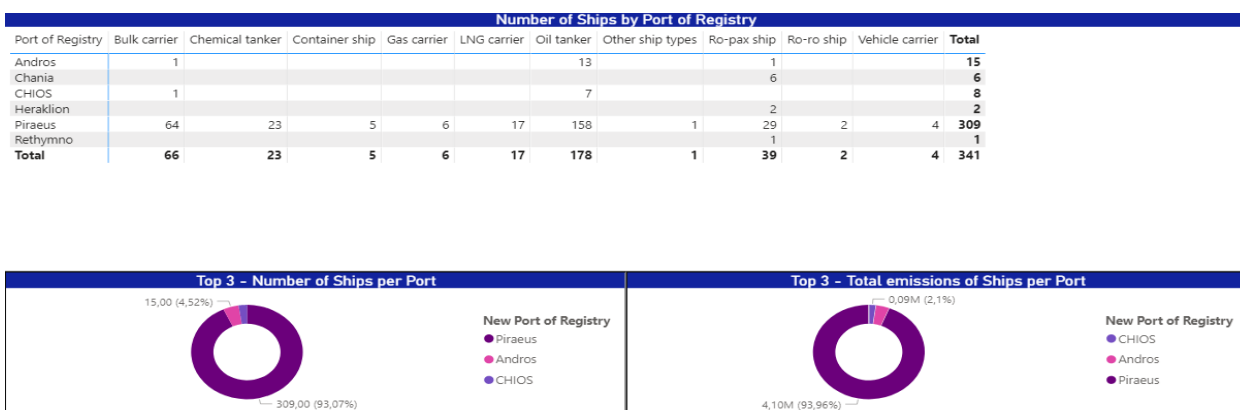 Number of Ships by Port of Registry
Port of Registry Bulk carrier Chemical tanker Container ship Gas carrier LNG carrier Oil tanker Other ship types Ro-pax ship Ro-ro ship Vehicle carrier Total
Andros 1 13 1 15
Chania 6 6
CHIOS 1 7 8
Heraklion 2 2
Piraeus 64 23 5 6 17 158 1 29 2 4 309
Rethymno 1 1
Total 66 23 5 6 17 178 1 39 2 4 341
Top 3 - Number of Ships per Port
15,00 (4,52%)
309,00 (93,07%)
New Port of Registry
Piraeus
Andros
CHIOS
Top 3 - Total emissions of Ships per Port
0,09M (2,1%)
4,10M (93,96%)
New Port of Registry
CHIOS
Andros
Piraeus